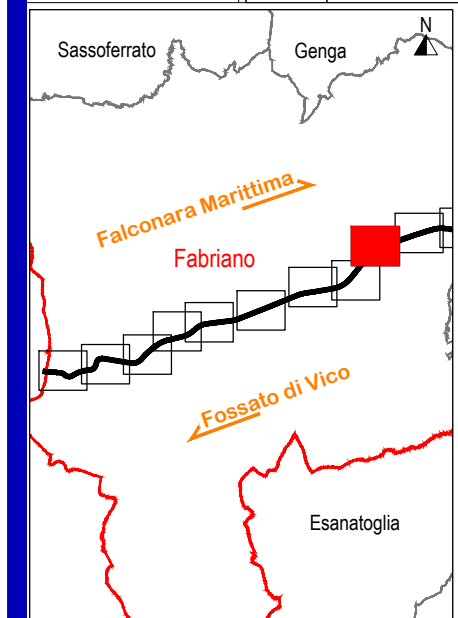 N
Sassoferrato
Genga
Falconara Marittima
Fabriano
Fossato di Vico
Esanatoglia